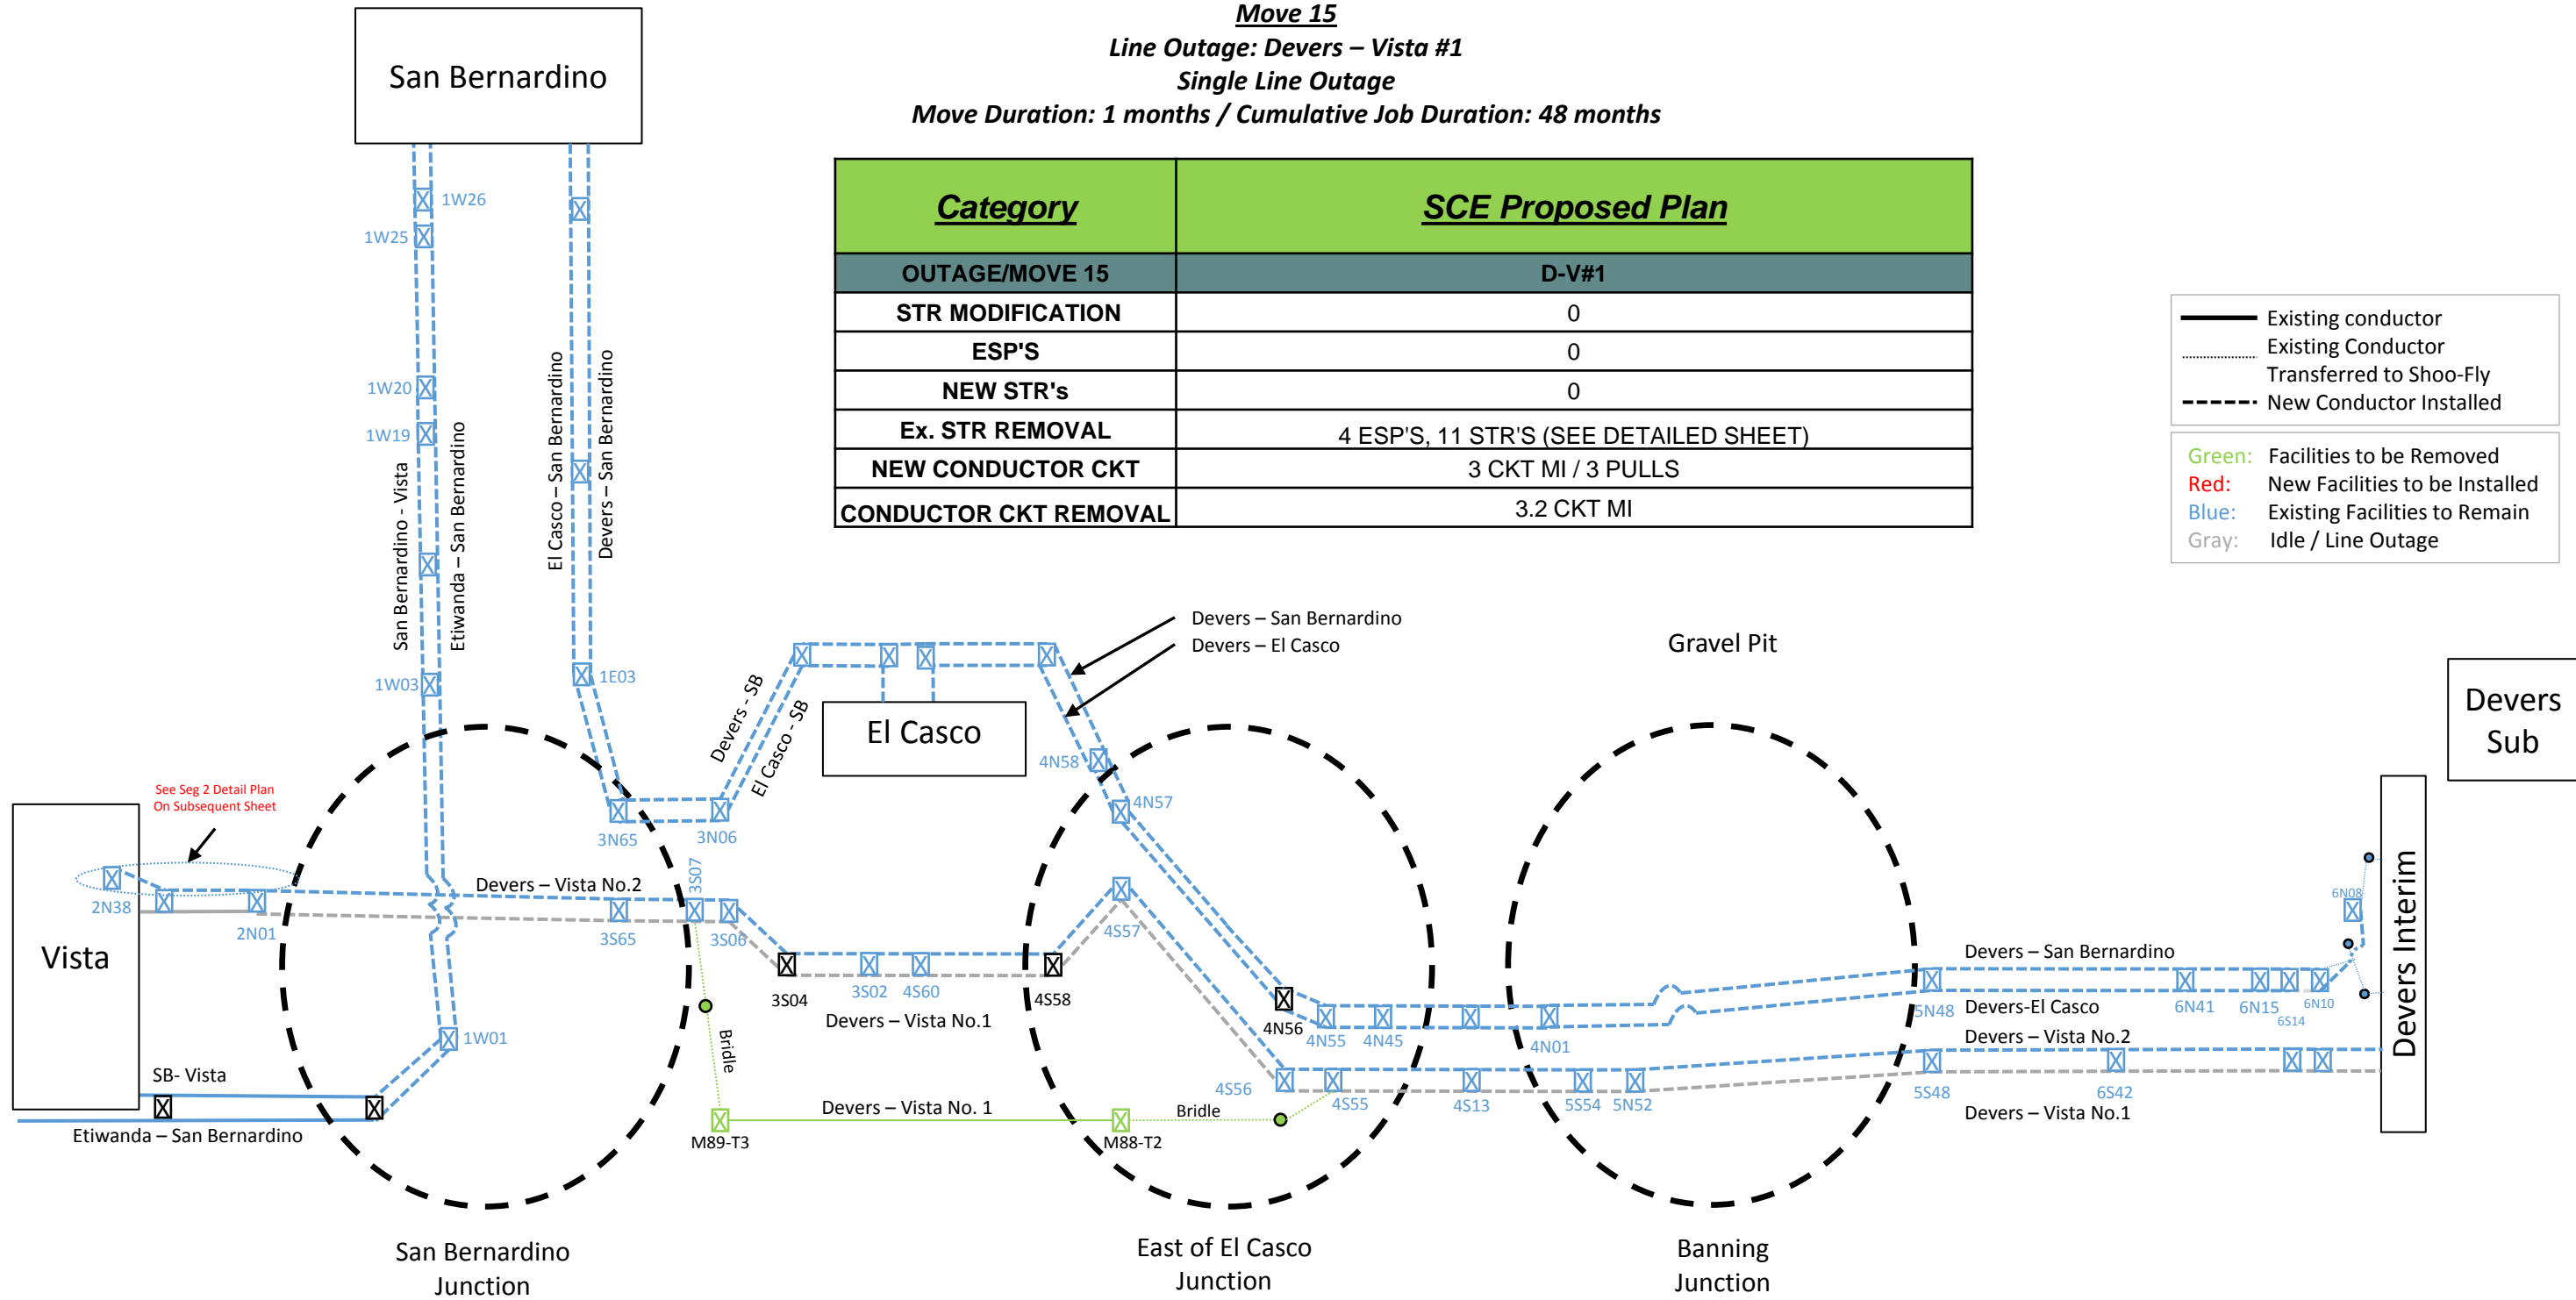 Move 15
Line Outage: Devers – Vista #1
Single Line Outage
Move Duration: 1 months / Cumulative Job Duration: 48 months
San Bernardino
Category
SCE Proposed Plan
OUTAGE/MOVE 15
D-V#1
STR MODIFICATION
0
ESP'S
0
NEW STR's
0
Ex. STR REMOVAL
4 ESP'S, 11 STR'S (SEE DETAILED SHEET)
NEW CONDUCTOR CKT
3 CKT MI / 3 PULLS
CONDUCTOR CKT REMOVAL
3.2 CKT MI
Existing conductor
Existing Conductor
Transferred to Shoo-Fly
New Conductor Installed
Green: Facilities to be Removed
Red: New Facilities to be Installed
Blue: Existing Facilities to Remain
Gray: Idle / Line Outage
1W26
1W25
1W20
1W19
San Bernardino - Vista
Etiwanda – San Bernardino
El Casco – San Bernardino
Devers – San Bernardino
1W03
1E03
Devers – San Bernardino
Devers – El Casco
Gravel Pit
Devers
Sub
Devers - SB
El Casco - SB
El Casco
4N58
4N57
See Seg 2 Detail Plan
On Subsequent Sheet
3N65
3N06
3S07
Vista
2N38
2N01
Devers – Vista No.2
3S65
3S06
3S04
3S02
4S60
4S58
Devers – Vista No.1
4S57
4N56
4N55
4N45
4N01
Devers – San Bernardino
5N48
Devers-El Casco
6N41
6N15
6S14
6N10
6N08
Devers Interim
Devers – Vista No.2
1W01
Bridle
SB- Vista
Etiwanda – San Bernardino
M89-T3
Devers – Vista No. 1
M88-T2
Bridle
4S56
4S55
4S13
5S54
5N52
5S48
6S42
Devers – Vista No.1
San Bernardino
Junction
East of El Casco
Junction
Banning
Junction